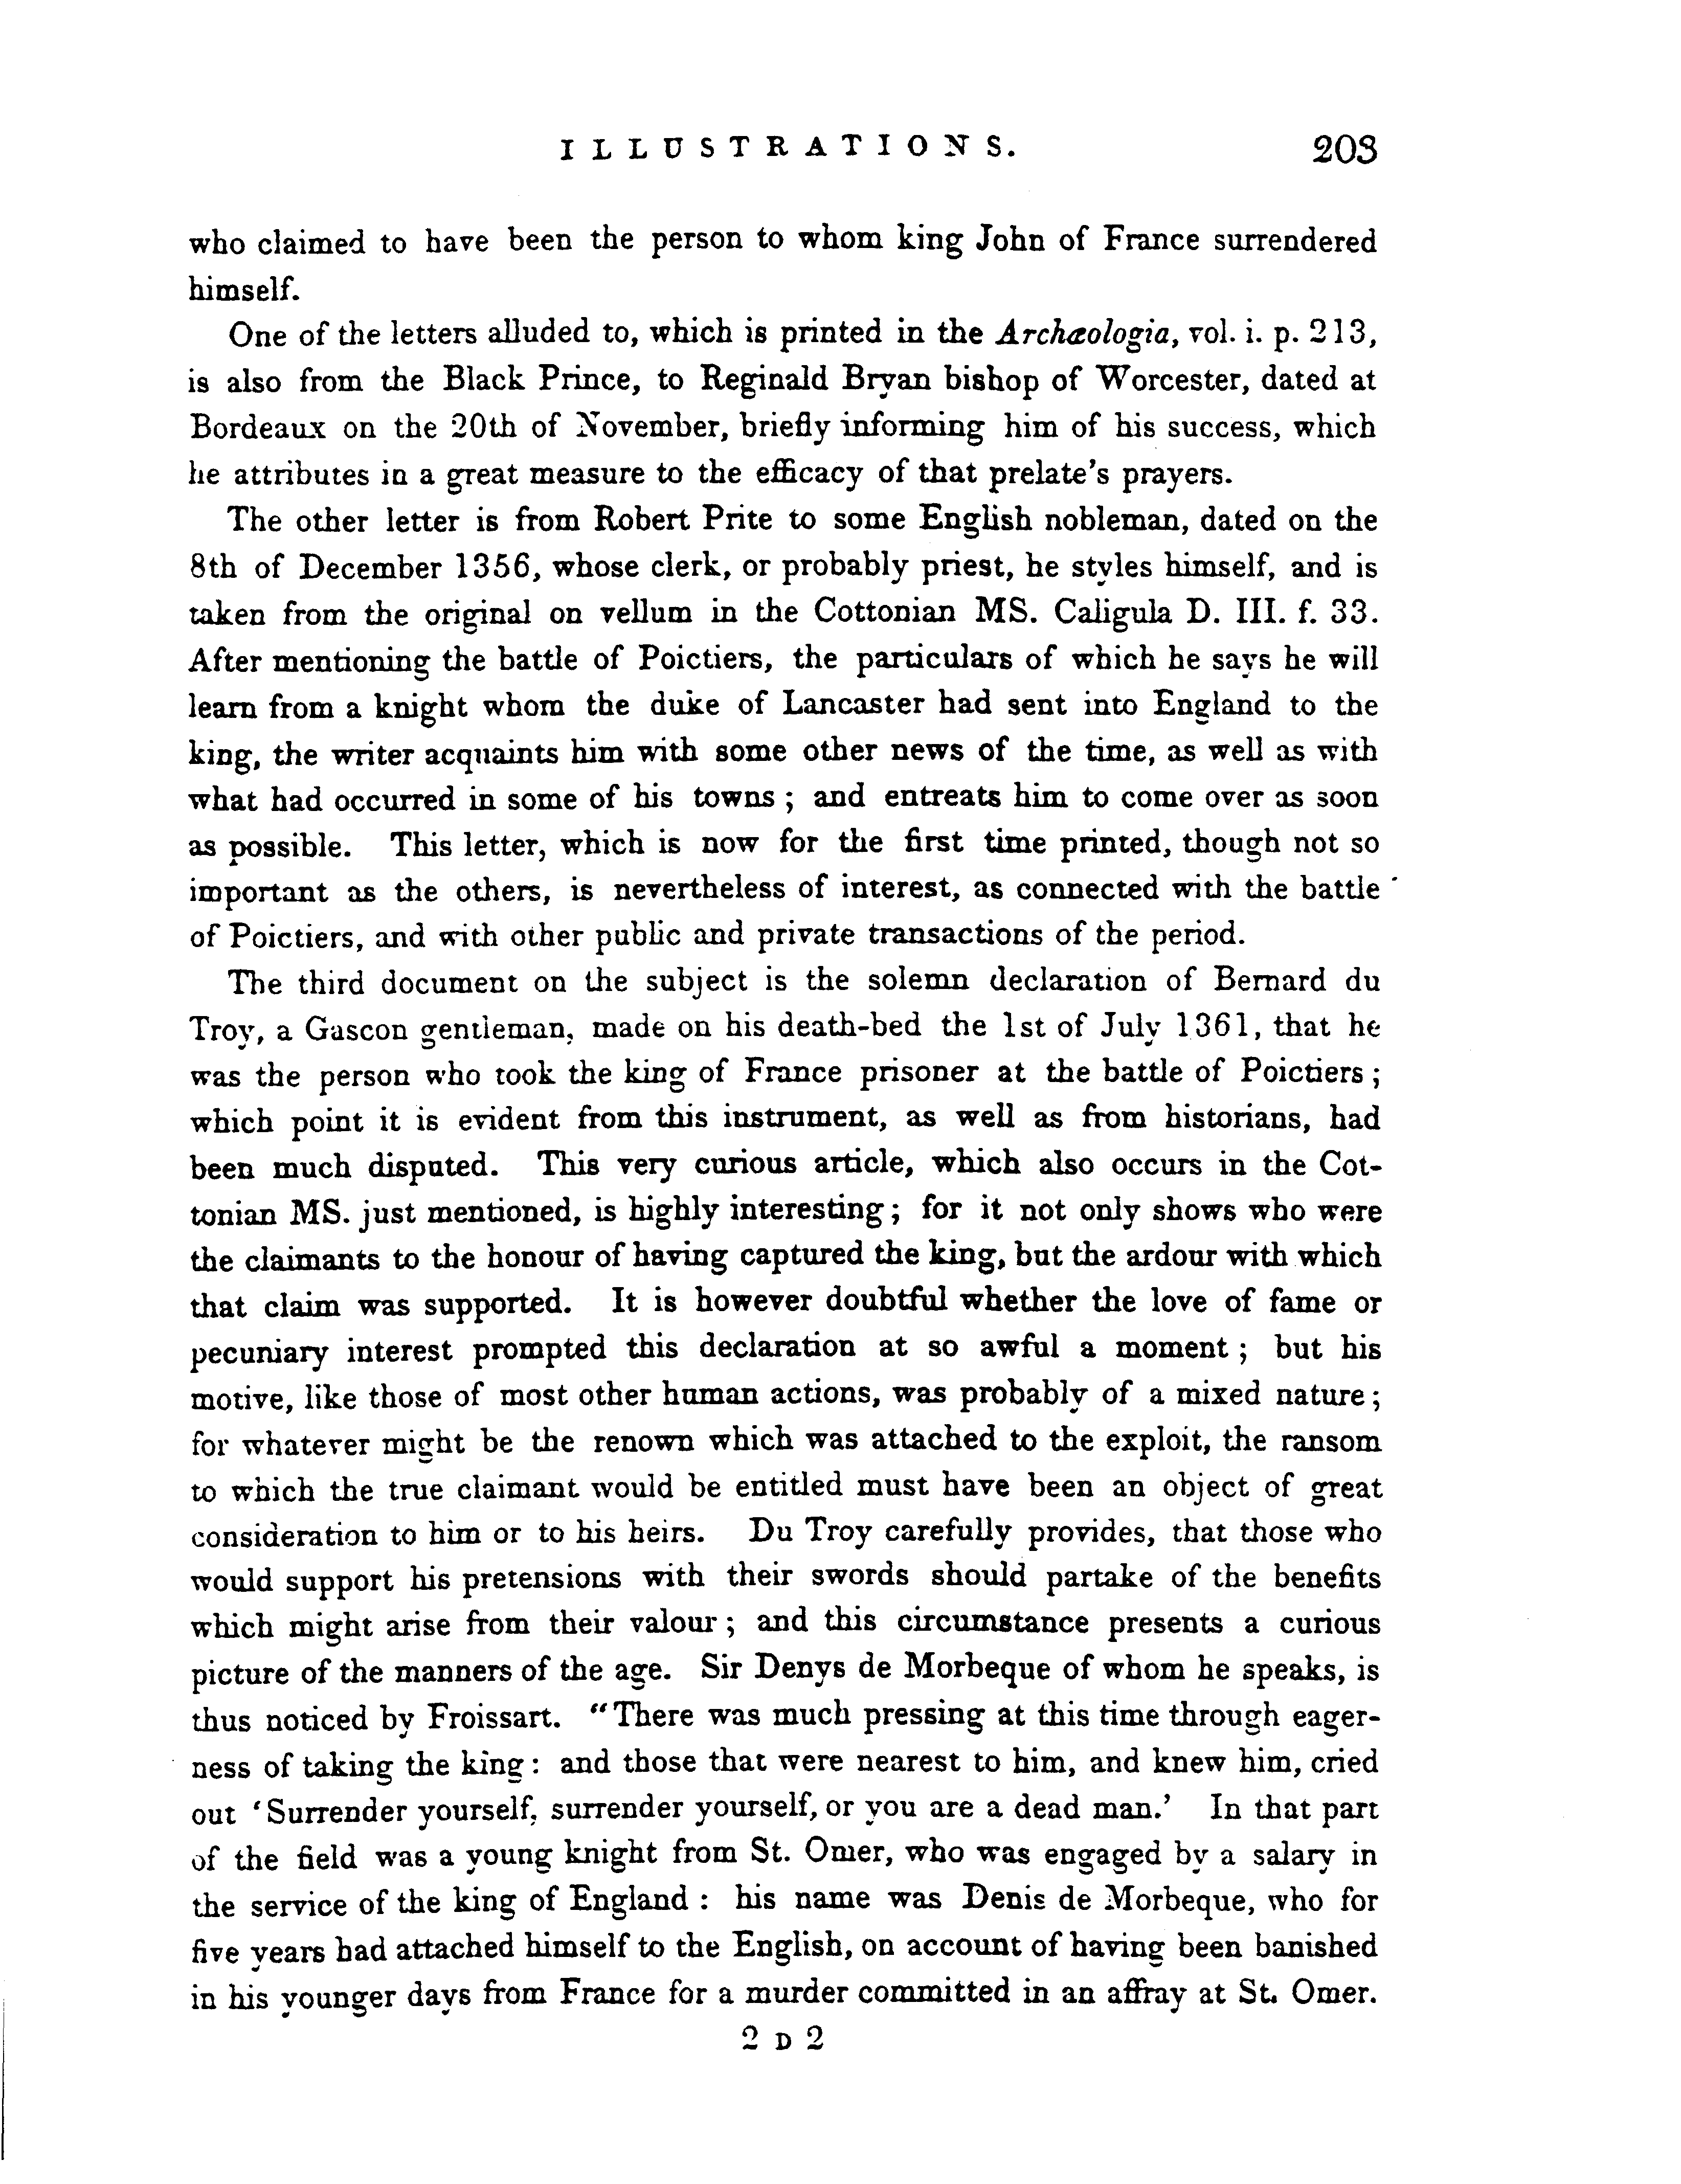 ILLUSTRATIONS. 203
who claimed to have been the person to whom king John of France surrendered
himself.
One of the letters alluded to, which is printed in the Archæologia, vol. i. p. 213,
is also from the Black Prince, to Reginald Bryan bishop of Worcester, dated at
Bordeaux on the 20th of November, briefly informing him of his success, which
he attributes in a great measure to the efficacy of that prelate's prayers.
The other letter is from Robert Prite to some English nobleman, dated on the
8th of December 1356, whose clerk, or probably priest, he styles himself, and is
taken from the original on vellum in the Cottonian MS. Caligula D. III. f. 33.
After mentioning the battle of Poictiers, the particulars of which he says he will
learn from a knight whom the duke of Lancaster had sent into England to the
king, the writer acquaints him with some other news of the time, as well as with
what had occurred in some of his towns ; and entreats him to come over as soon
as possible. This letter, which is now for the first time printed, though not so
important as the others, is nevertheless of interest, as connected with the battle
of Poictiers, and with other public and private transactions of the period.
The third document on the subject is the solemn declaration of Bernard du
Troy, a Gascon gentleman, made on his death-bed the 1st of July 1361, that he
was the person who took the king of France prisoner at the battle of Poictiers ;
which point it is evident from this instrument, as well as from historians, had
been much disputed. This very curious article, which also occurs in the Cot-
tonian MS. just mentioned, is highly interesting ; for it not only shows who were
the claimants to the honour of having captured the king, but the ardour with which
that claim was supported. It is however doubtful whether the love of fame or
pecuniary interest prompted this declaration at so awful a moment ; but his
motive, like those of most other human actions, was probably of a mixed nature ;
for whatever might be the renown which was attached to the exploit, the ransom
to which the true claimant would be entitled must have been an object of great
consideration to him or to his heirs. Du Troy carefully provides, that those who
would support his pretensions with their swords should partake of the benefits
which might arise from their valour ; and this circumstance presents a curious
picture of the manners of the age. Sir Denys de Morbeque of whom he speaks, is
thus noticed by Froissart. "There was much pressing at this time through eager-
ness of taking the king : and those that were nearest to him, and knew him, cried
out 'Surrender yourself, surrender yourself, or you are a dead man.' In that part
of the field was a young knight from St. Omer, who was engaged by a salary in
the service of the king of England : his name was Denis de Morbeque, who for
five years had attached himself to the English, on account of having been banished
in his younger days from France for a murder committed in an affray at St. Omer.
2 D 2